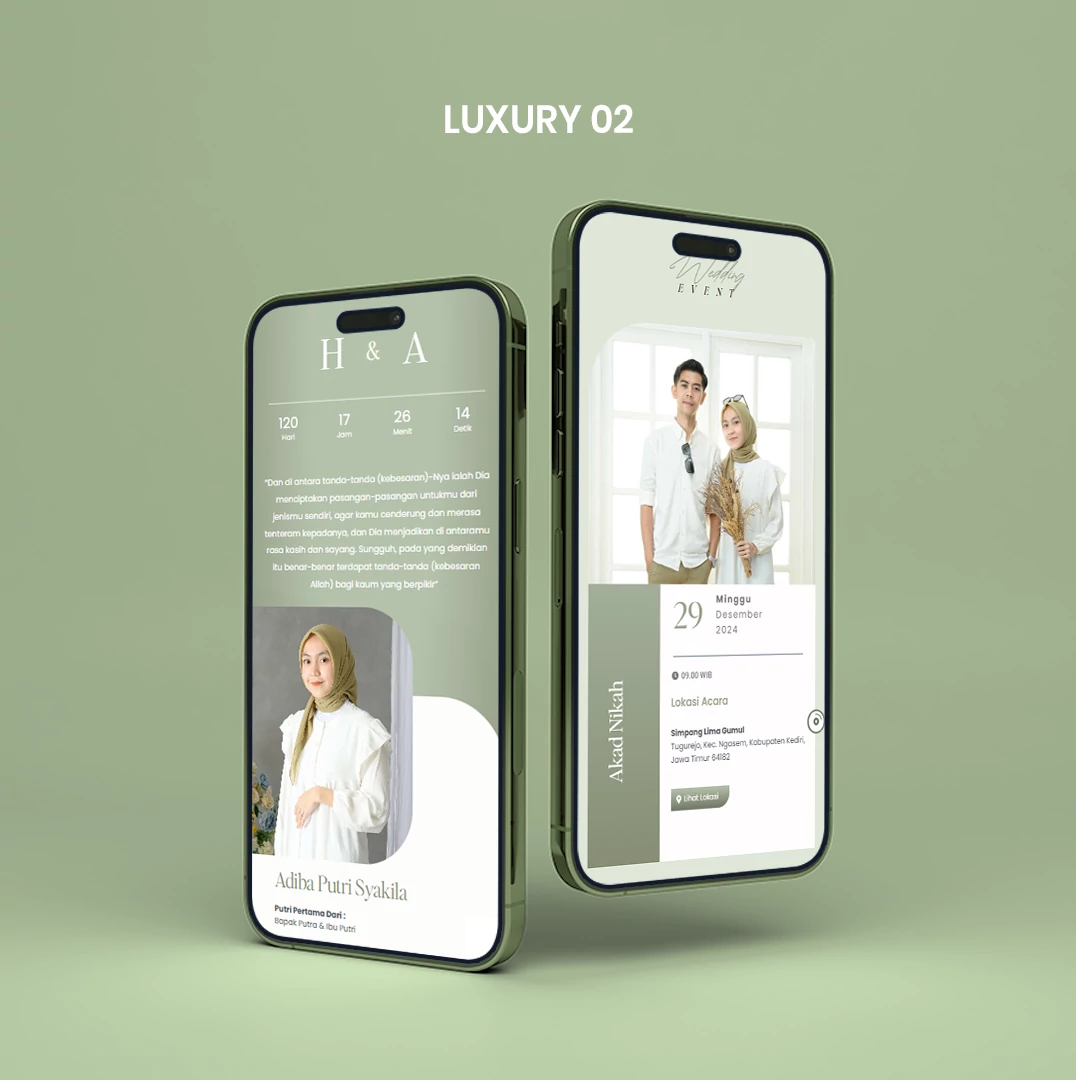 LUXURY 02
H & A
120 17 26 14
Hari Jam Menit Detik
"Dan di antara tanda-tanda (kebesaran)-Nya ialah Dia
menciptakan pasangan-pasangan untukmu dari
jenismu sendiri, agar kamu cenderung dan merasa
tenteram kepadanya, dan Dia menjadikan di antaramu
rasa kasih dan sayang. Sungguh, pada yang demikian
itu benar-benar terdapat tanda-tanda (kebesaran
Allah) bagi kaum yang berpikir"
Adiba Putri Syakila
Putri Pertama Dari :
Bapak Putra & Ibu Putri
Wedding
EVENT
Akad Nikah
29
Minggu
Desember
2024
09.00 WIB
Lokasi Acara
Simpang Lima Gumul
Tugurejo, Kec. Ngasem, Kabupaten Kediri,
Jawa Timur 64182
Lihat Lokasi